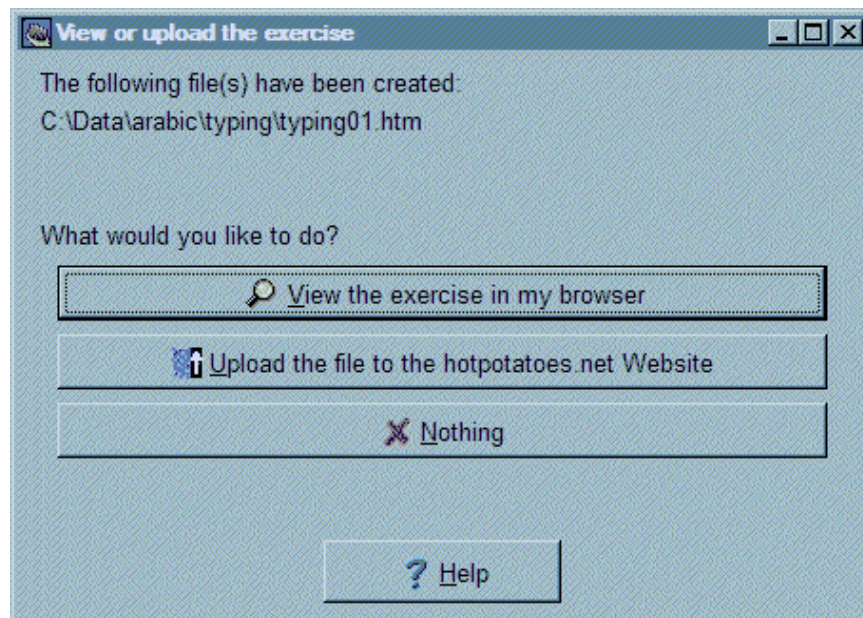 View or upload the exercise
The following file(s) have been created:
C:\Data\arabic\typing\typing01.htm
What would you like to do?
View the exercise in my browser
Upload the file to the hotpotatoes.net Website
Nothing
? Help